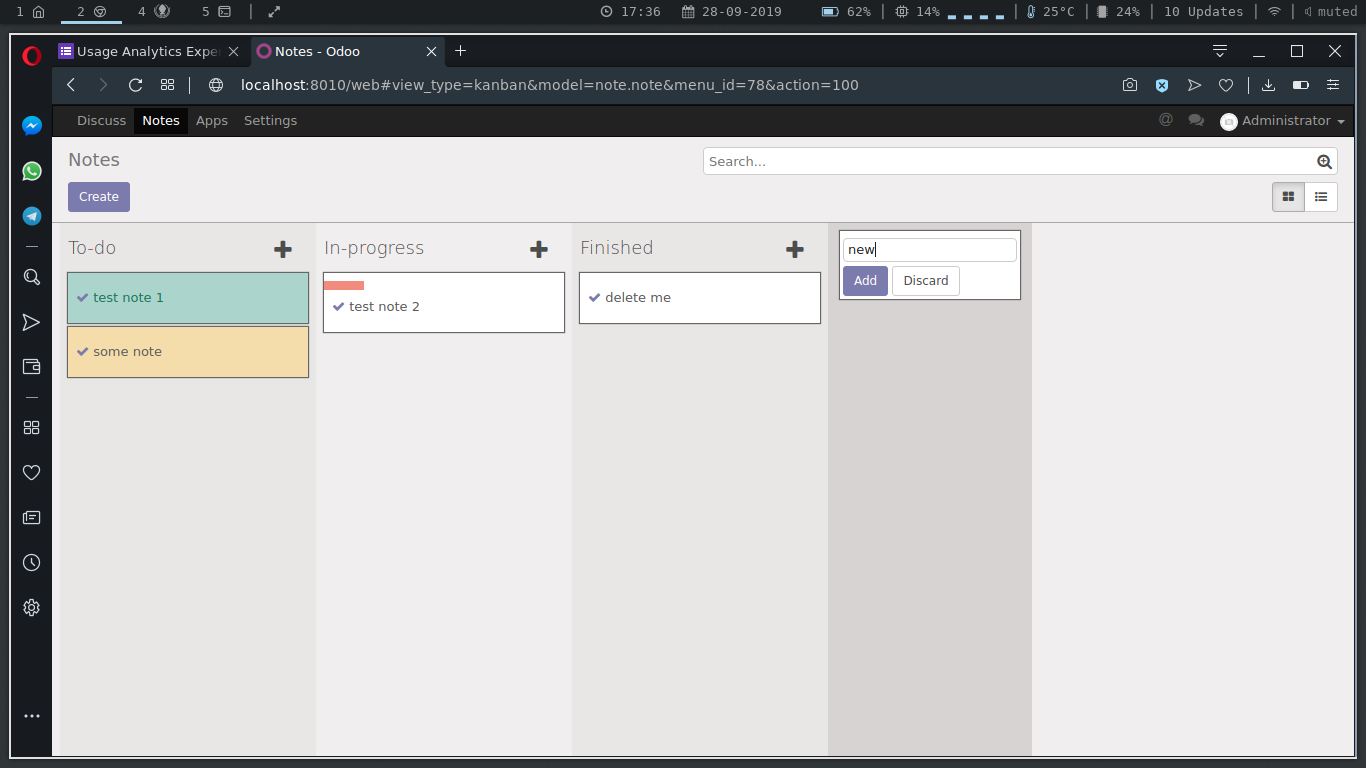 1 2 4 5 17:36 28-09-2019 62% 14% 25°C 24% 10 Updates muted
Usage Analytics Expe Notes - Odoo
localhost:8010/web#view_type=kanban&model=note.note&menu_id=78&action=100
Discuss Notes Apps Settings @ Administrator
Notes Search...
Create
To-do In-progress Finished new
Add Discard
test note 1 test note 2 delete me
some note